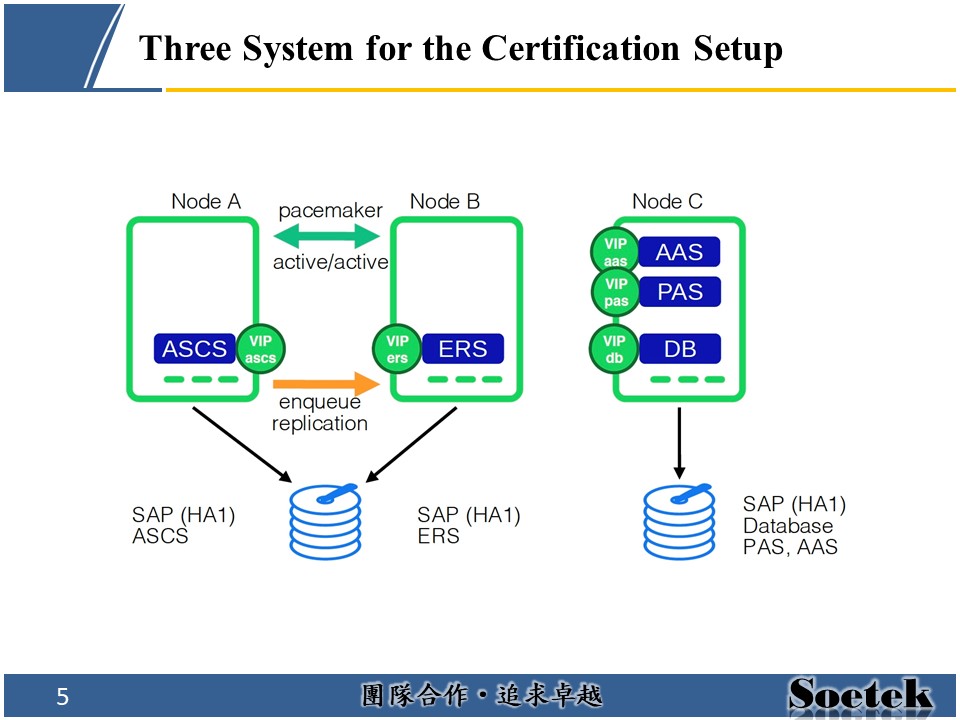 Three System for the Certification Setup
Node A
pacemaker
active/active
Node B
Node C
ASCS
VIP
ascs
VIP
ers
ERS
enqueue
replication
VIP
aas
AAS
VIP
pas
PAS
VIP
db
DB
SAP (HA1)
ASCS
SAP (HA1)
ERS
SAP (HA1)
Database
PAS, AAS
5
團隊合作·追求卓越
Soetek